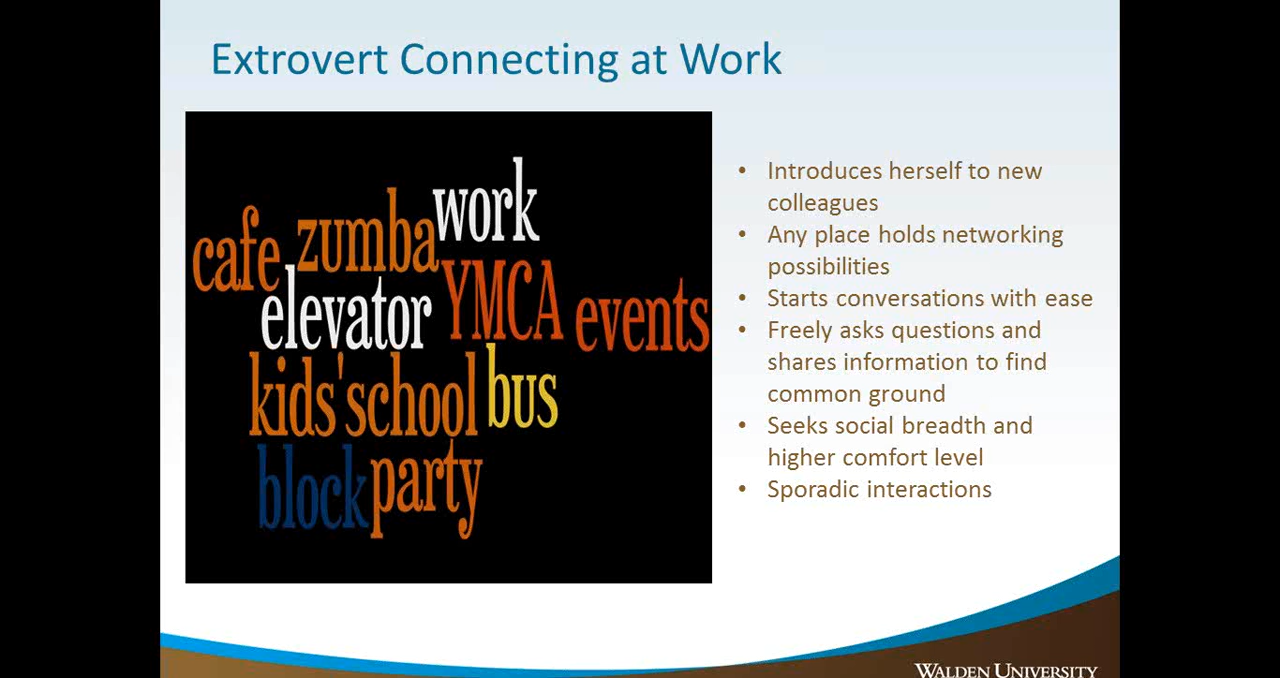 Extrovert Connecting at Work
work
cafe zumba
elevator YMCA events
kids'school bus
block party
• Introduces herself to new
colleagues
• Any place holds networking
possibilities
• Starts conversations with ease
• Freely asks questions and
shares information to find
common ground
• Seeks social breadth and
higher comfort level
• Sporadic interactions
WALDEN UNIVERSITY